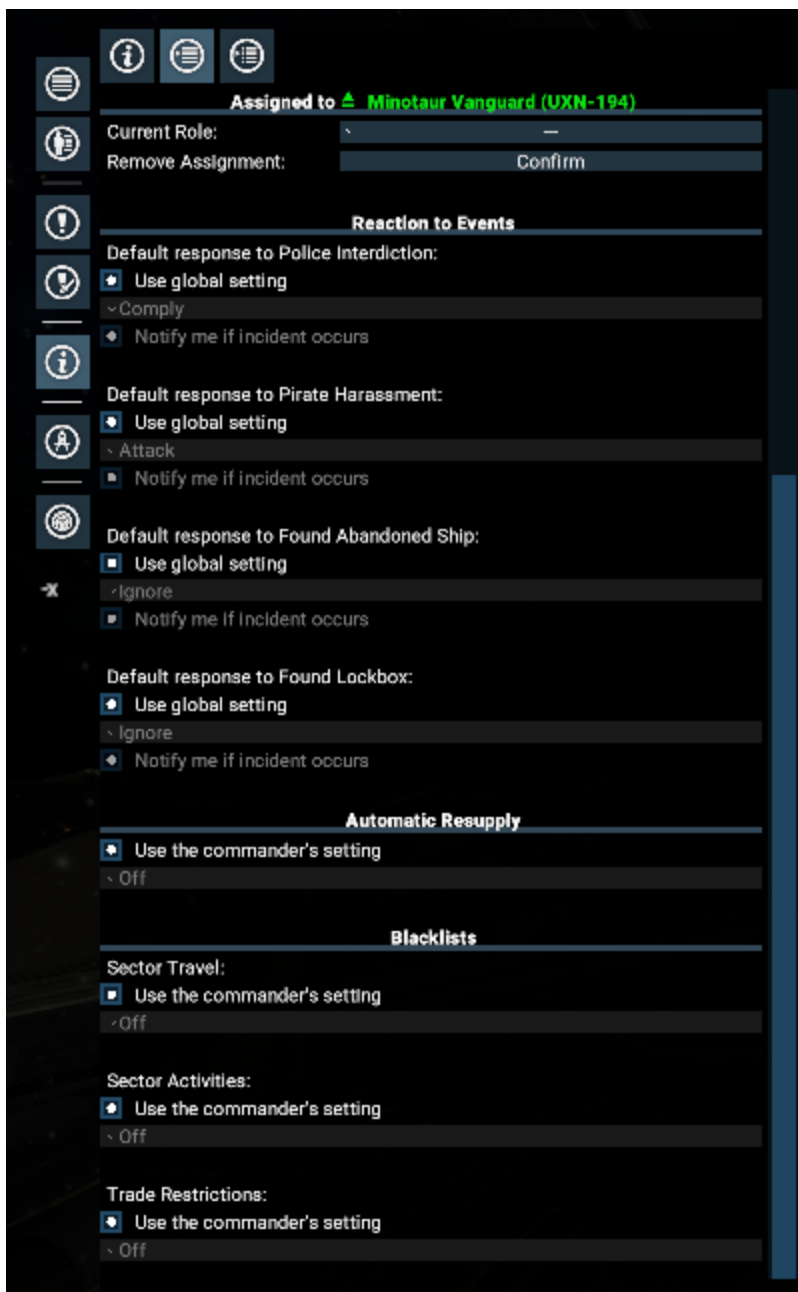 Assigned to Minotaur Vanguard (UXN-194)
Current Role: —
Remove Assignment: Confirm
Reaction to Events
Default response to Police Interdiction:
Use global setting
Comply
Notify me if incident occurs
Default response to Pirate Harassment:
Use global setting
Attack
Notify me if incident occurs
Default response to Found Abandoned Ship:
Use global setting
Ignore
Notify me if incident occurs
Default response to Found Lockbox:
Use global setting
Ignore
Notify me if incident occurs
Automatic Resupply
Use the commander's setting
Off
Blacklists
Sector Travel:
Use the commander's setting
Off
Sector Activities:
Use the commander's setting
Off
Trade Restrictions:
Use the commander's setting
Off